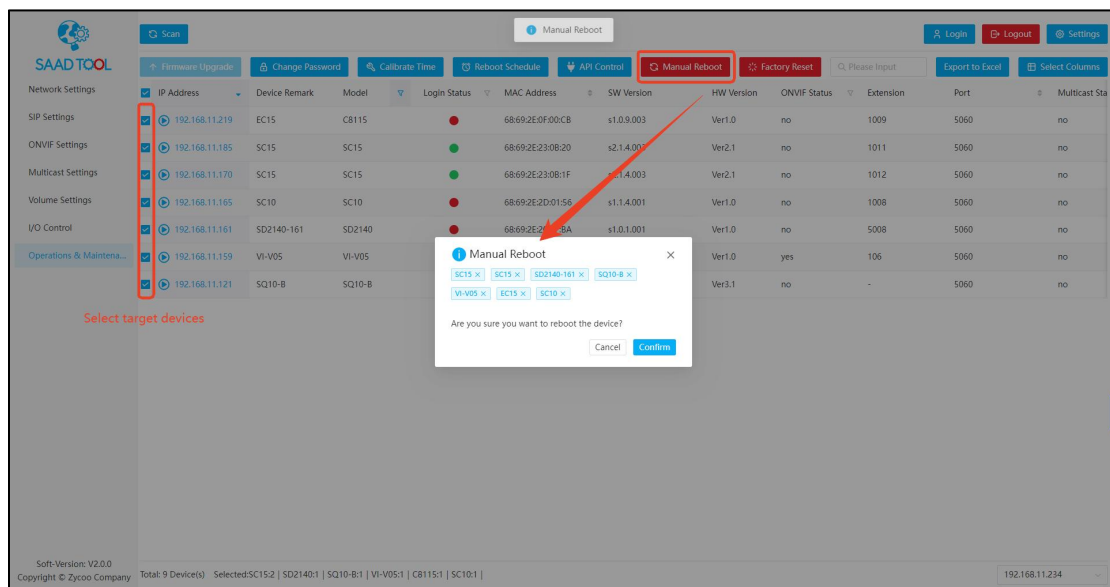 Manual Reboot
Scan
Login
Logout
Settings
SAAD TOOL
Firmware Upgrade
Change Password
Calibrate Time
Reboot Schedule
API Control
Manual Reboot
Factory Reset
Please Input
Export to Excel
Select Columns
Network Settings
SIP Settings
ONVIF Settings
Multicast Settings
Volume Settings
I/O Control
Operations & Maintena...
IP Address Device Remark Model Login Status MAC Address SW Version HW Version ONVIF Status Extension Port Multicast Sta
192.168.11.219 EC15 C8115 68:69:2E:0F:00:CB s1.0.9.003 Ver1.0 no 1009 5060 no
192.168.11.185 SC15 SC15 68:69:2E:23:0B:20 Ver2.1 no 1011 5060 no
192.168.11.170 SC15 SC15 68:69:2E:23:0B:1F Ver2.1 no 1012 5060 no
192.168.11.165 SC10 SC10 68:69:2E:2D:01:56 s1.1.4.001 Ver1.0 no 1008 5060 no
192.168.11.161 SD2140-161 SD2140 s1.0.1.001 Ver1.0 no 5008 5060 no
192.168.11.159 VI-V05 VI-V05 Ver1.0 yes 106 5060 no
192.168.11.121 SQ10-B SQ10-B Ver3.1 no - 5060 no
Select target devices
Manual Reboot
SC15 × SC15 × SD2140-161 × SQ10-B ×
VI-V05 × EC15 × SC10 ×
Are you sure you want to reboot the device?
Cancel Confirm
Soft-Version: V2.0.0
Copyright © Zycoo Company
Total: 9 Device(s) Selected:SC15:2 | SD2140:1 | SQ10-B:1 | VI-V05:1 | C8115:1 | SC10:1 |
192.168.11.234